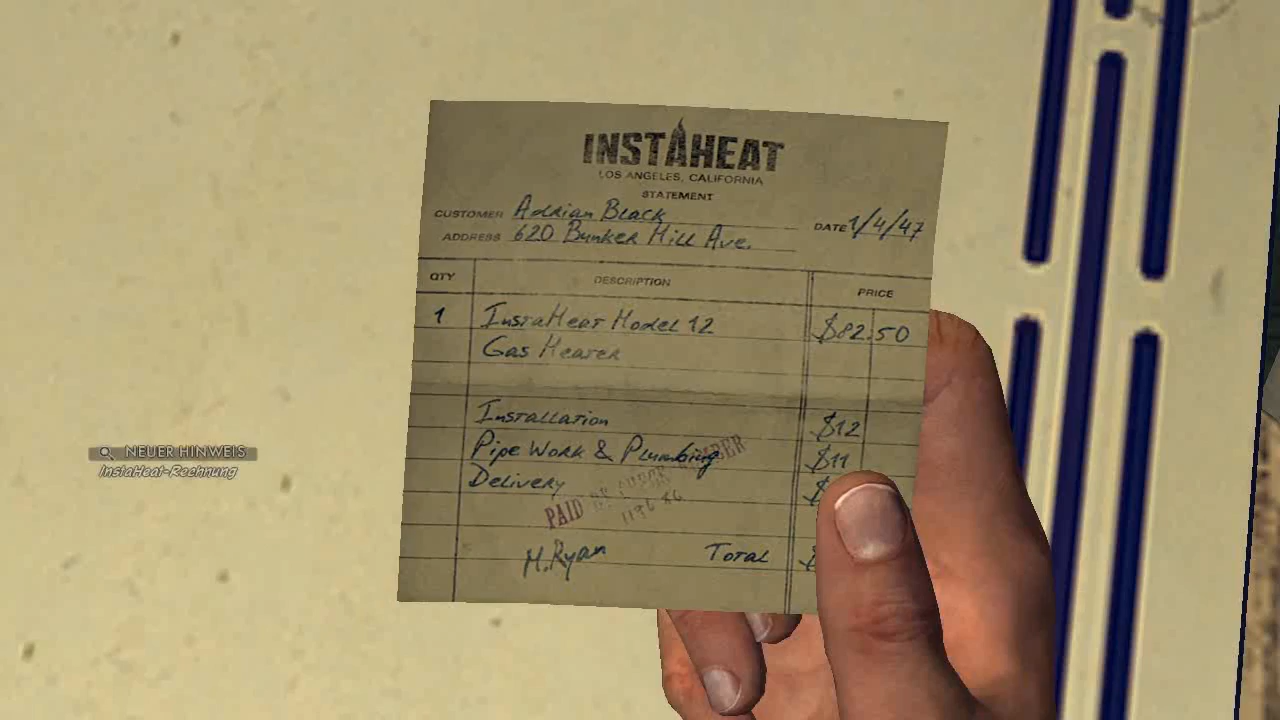 INSTAHEAT
LOS ANGELES, CALIFORNIA
STATEMENT
CUSTOMER Adrian Black
ADDRESS 620 Bunker Hill Ave.
DATE 1/4/47
QTY DESCRIPTION PRICE
1 InstaHeat Model 12 $82.50
Gas Heater
Installation $12
Pipe Work & Plumbing $11
Delivery $
PAID
M. Ryan Total $
NEUER HINWEIS
InstaHeat-Rechnung